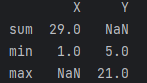 X Y
sum 29.0 NaN
min 1.0 5.0
max NaN 21.0